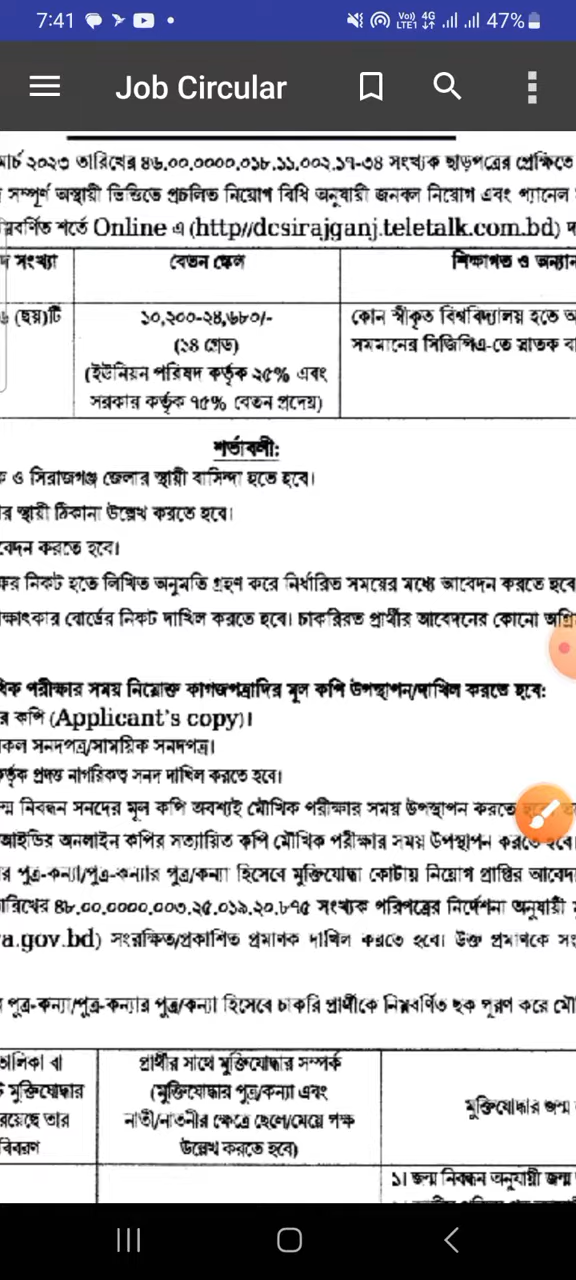 7:41
Vo) 4G LTE1 47%
Job Circular
মার্চ ২০২৩ তারিখের ৪৬.০০.০০০০.০১৮.১১.০০২.১৭-৩৪ সংখ্যক ছাড়পত্রের প্রেক্ষিতে
সম্পূর্ণ অস্থায়ী ভিত্তিতে প্রচলিত নিয়োগ বিধি অনুযায়ী জনবল নিয়োগ এবং প্যানেল
ম্নবর্ণিত শর্তে Online এ (http//dcsirajganj.teletalk.com.bd)
সংখ্যা
বেতন স্কেল
শিক্ষাগত ও অন্যান
(ছয়)টি
১০,২০০-২৪,৬৮০/-
(১৪ গ্রেড)
(ইউনিয়ন পরিষদ কর্তৃক ২৫% এবং
সরকার কর্তৃক ৭৫% বেতন প্রদেয়)
কোন স্বীকৃত বিশ্ববিদ্যালয় হতে
সমমানের সিজিপিএ-তে স্নাতক বা
শর্তাবলী:
ক ও সিরাজগঞ্জ জেলার স্থায়ী বাসিন্দা হতে হবে।
র স্থায়ী ঠিকানা উল্লেখ করতে হবে।
বেদন করতে হবে।
ক্ষর নিকট হতে লিখিত অনুমতি গ্রহণ করে নির্ধারিত সময়ের মধ্যে আবেদন করতে হবে
ক্ষাৎকার বোর্ডের নিকট দাখিল করতে হবে। চাকরিরত প্রার্থীর আবেদনের কোনো অগ্রি
খিক পরীক্ষার সময় নিম্নোক্ত কাগজপত্রাদির মূল কপি উপস্থাপন/দাখিল করতে হবে:
র কপি (Applicant's copy)।
কল সনদপত্র/সাময়িক সনদপত্র।
কর্তৃক প্রদত্ত নাগরিকত্ব সনদ দাখিল করতে হবে।
ন্ম নিবন্ধন সনদের মূল কপি অবশ্যই মৌখিক পরীক্ষার সময় উপস্থাপন করতে হবে।
আইডির অনলাইন কপির সত্যায়িত কপি মৌখিক পরীক্ষার সময় উপস্থাপন করতে হবে।
র পুত্র-কন্যা/পুত্র-কন্যার পুত্র/কন্যা হিসেবে মুক্তিযোদ্ধা কোটায় নিয়োগ প্রাপ্তির আবেদ
তারিখের ৪৮.০০.০০০০.০০৩.২৫.০১৯.২০.৮৭৫ সংখ্যক পরিপত্রের নির্দেশনা অনুযায়ী
a.gov.bd) সংরক্ষিত/প্রকাশিত প্রমাণক দাখিল করতে হবে। উক্ত প্রমাণকে
র পুত্র-কন্যা/পুত্র-কন্যার পুত্র/কন্যা হিসেবে চাকরি প্রার্থীকে নিম্নবর্ণিত ছক পূরণ করে মৌ
তালিকা বা
মুক্তিযোদ্ধার
রয়েছে তার
বিবরণ
প্রার্থীর সাথে মুক্তিযোদ্ধার সম্পর্ক
(মুক্তিযোদ্ধার পুত্র/কন্যা এবং
নাতী/নাতনীর ক্ষেত্রে ছেলে/মেয়ে পক্ষ
উল্লেখ করতে হবে)
মুক্তিযোদ্ধার জন্ম
১। জন্ম নিবন্ধন অনুযায়ী জন্ম